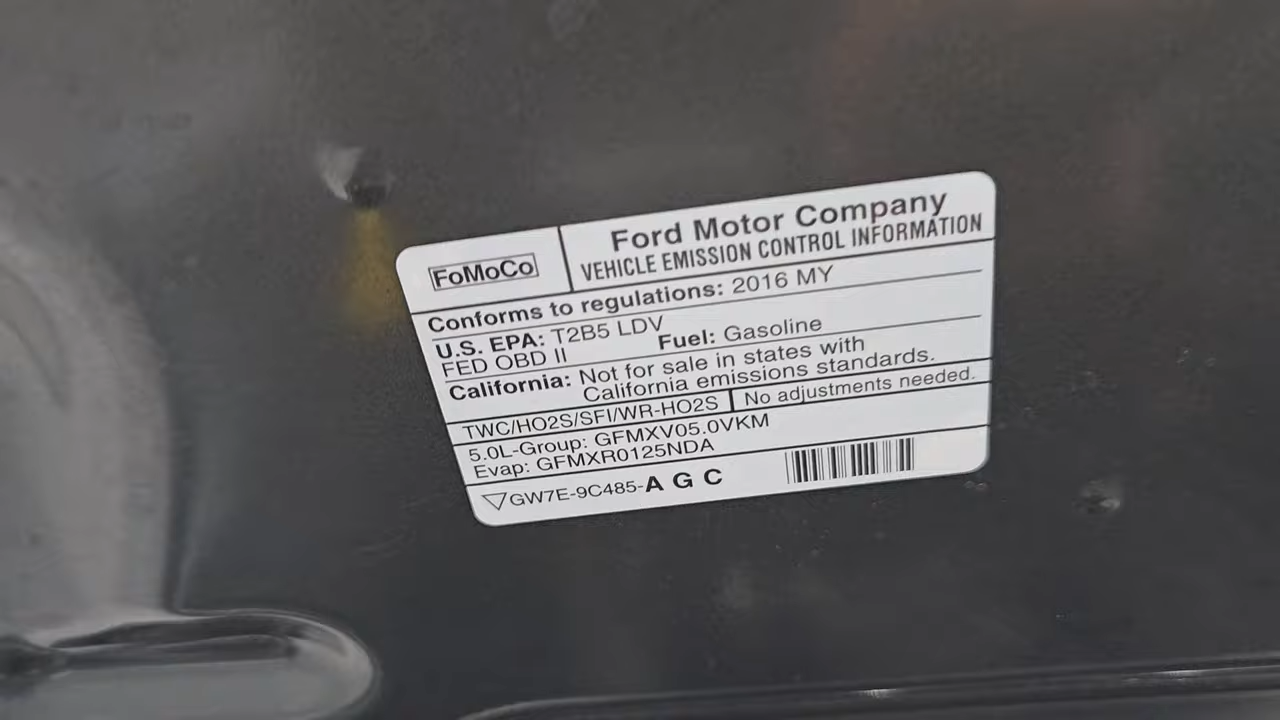 FoMoCo
Ford Motor Company
VEHICLE EMISSION CONTROL INFORMATION
Conforms to regulations: 2016 MY
U.S. EPA: T2B5 LDV
FED OBD II Fuel: Gasoline
California: Not for sale in states with
California emissions standards.
TWC/HO2S/SFI/WR-HO2S No adjustments needed.
5.0L-Group: GFMXV05.0VKM
Evap: GFMXR0125NDA
GW7E-9C485-A G C